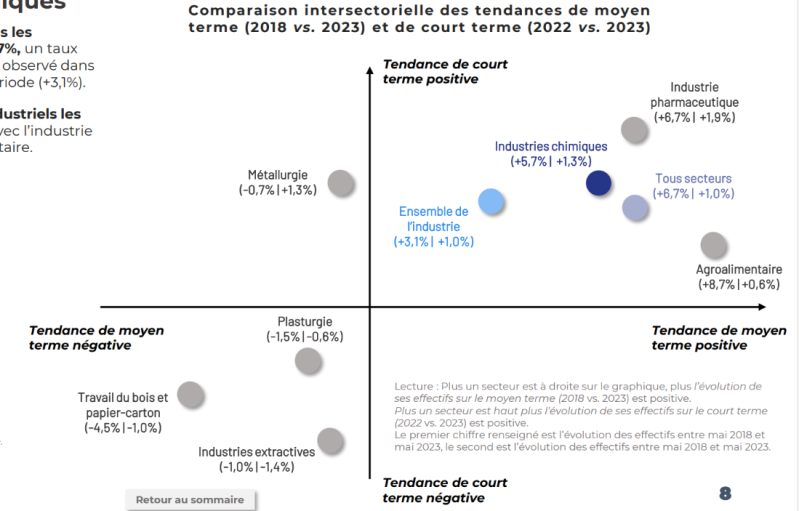 iques
s les
7%, un taux
observé dans
riode (+3,1%).
dustriels les
vec l'industrie
taire.
Comparaison intersectorielle des tendances de moyen
terme (2018 vs. 2023) et de court terme (2022 vs. 2023)
Tendance de court
terme positive
Industrie
pharmaceutique
(+6,7%| +1,9%)
Industries chimiques
(+5,7%| +1,3%)
Métallurgie
(-0,7%|+1,3%)
Tous secteurs
(+6,7%| +1,0%)
Ensemble de
l'industrie
(+3,1%| +1,0%)
Agroalimentaire
(+8,7%|+0,6%)
Tendance de moyen
terme négative
Plasturgie
(-1,5%|-0,6%)
Tendance de moyen
terme positive
Travail du bois et
papier-carton
(-4,5%|-1,0%)
Industries extractives
(-1,0%|-1,4%)
Lecture : Plus un secteur est à droite sur le graphique, plus l'évolution de
ses effectifs sur le moyen terme (2018 vs. 2023) est positive.
Plus un secteur est haut plus l'évolution de ses effectifs sur le court terme
(2022 vs. 2023) est positive.
Le premier chiffre renseigné est l'évolution des effectifs entre mai 2018 et
mai 2023, le second est l'évolution des effectifs entre mai 2018 et mai 2023.
Tendance de court
terme négative
Retour au sommaire
8